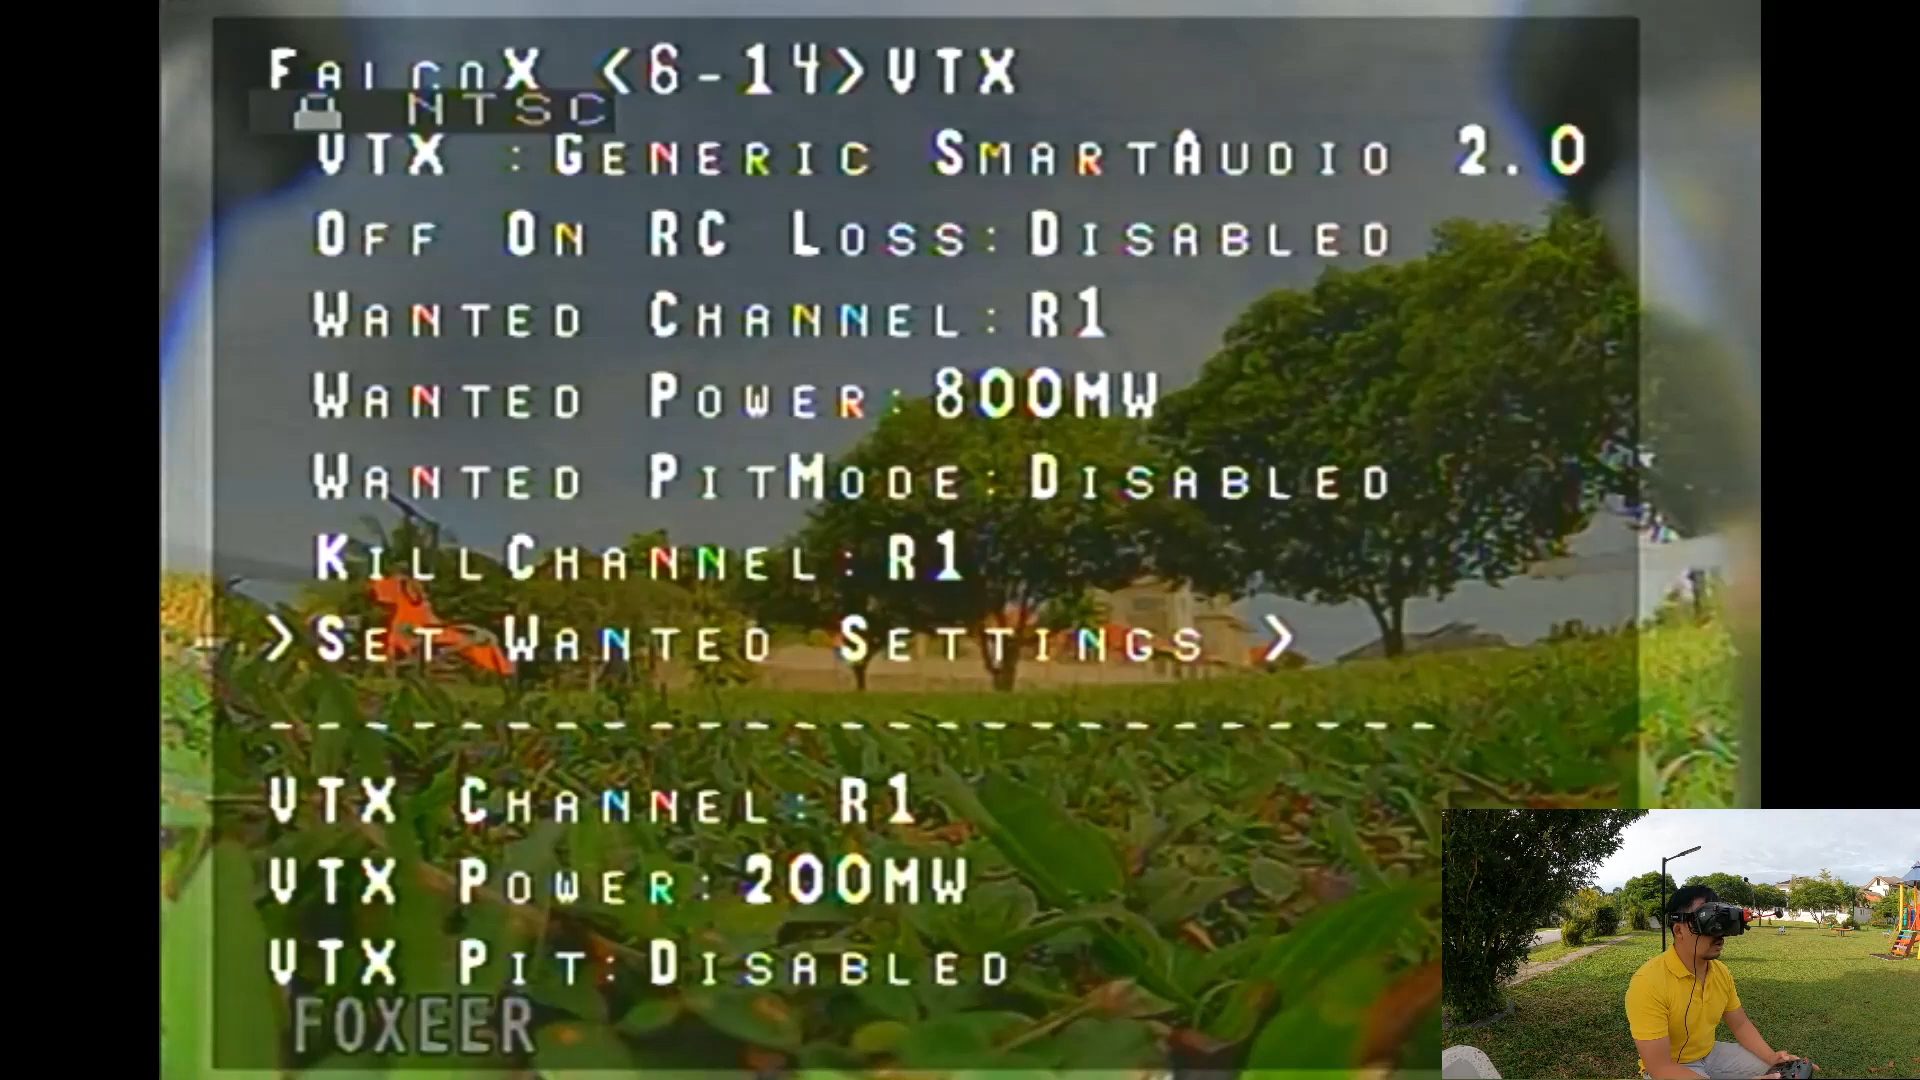 FalcnX <6-14>VTX
NTSC
VTX :Generic SmartAudio 2.0
Off On RC Loss:Disabled
Wanted Channel:R1
Wanted Power:800MW
Wanted PitMode:Disabled
KillChannel:R1
>Set Wanted Settings >
-------------------------
VTX Channel:R1
VTX Power:200MW
VTX Pit:Disabled
FOXEER